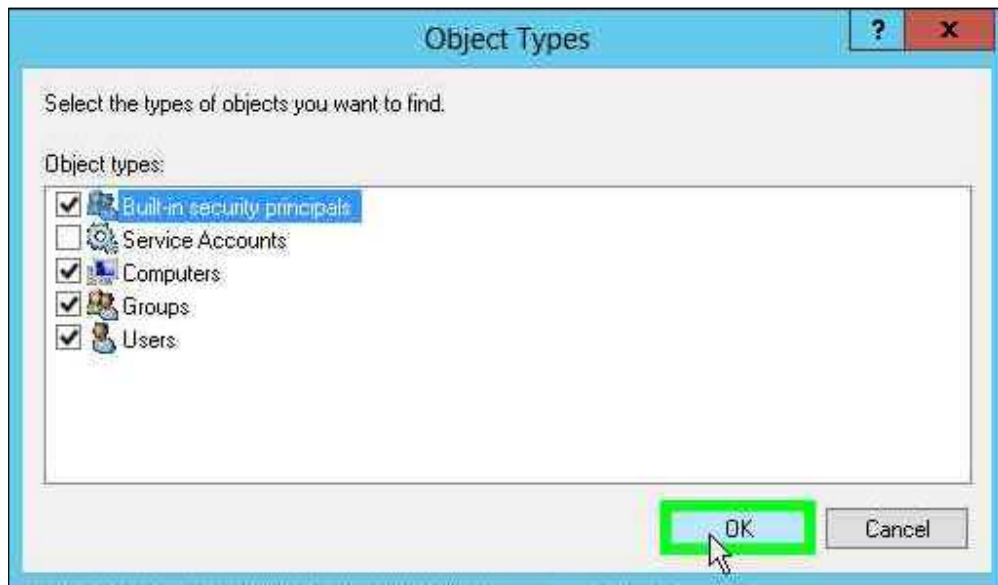 Object Types
?
x
Select the types of objects you want to find.
Object types:
Built-in security principals
Service Accounts
Computers
Groups
Users
OK
Cancel